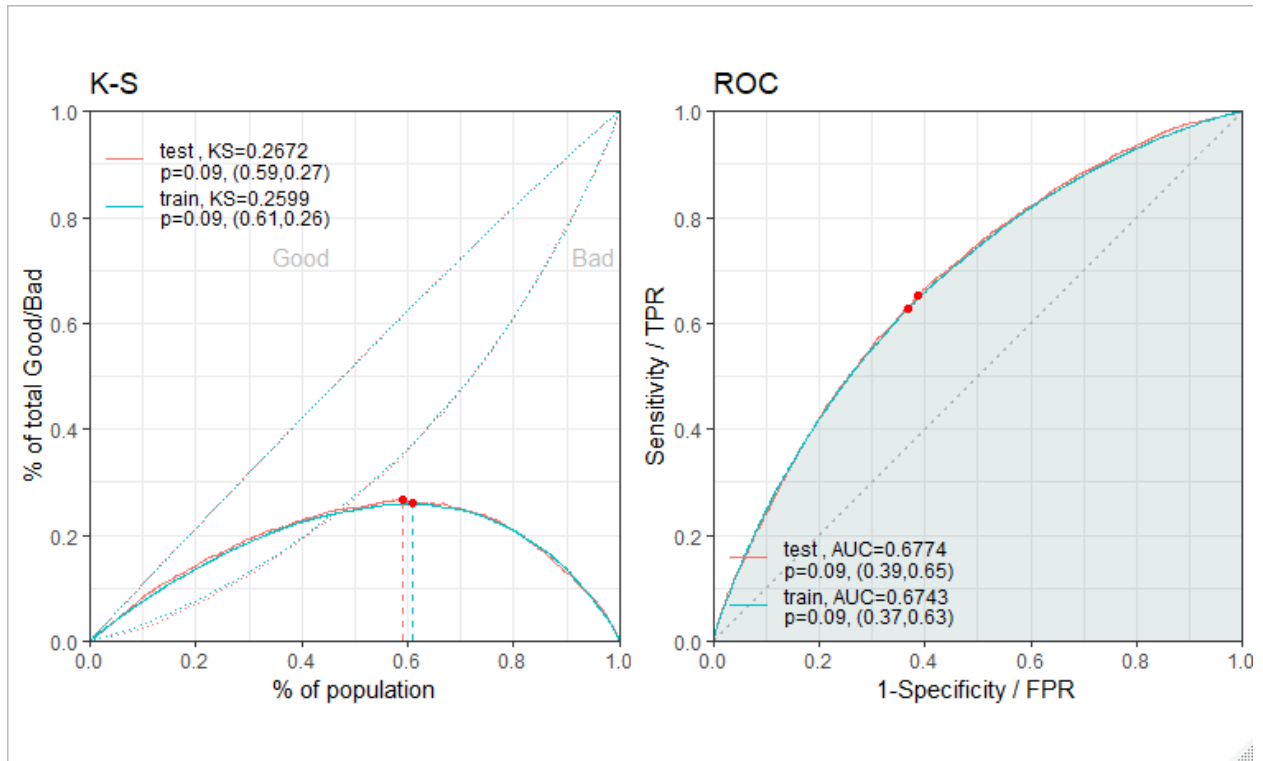 K-S
1.0
test , KS=0.2672
p=0.09, (0.59,0.27)
train, KS=0.2599
p=0.09, (0.61,0.26)
0.8
Good
Bad
0.6
0.4
0.2
0.0
% of total Good/Bad
0.0 0.2 0.4 0.6 0.8 1.0
% of population
ROC
1.0
0.8
0.6
0.4
0.2
0.0
Sensitivity / TPR
test , AUC=0.6774
p=0.09, (0.39,0.65)
train, AUC=0.6743
p=0.09, (0.37,0.63)
0.0 0.2 0.4 0.6 0.8 1.0
1-Specificity / FPR